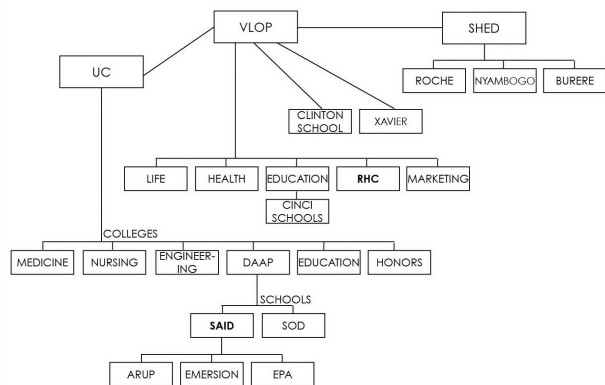 VLOP
SHED
UC
ROCHE
NYAMBOGO
BURERE
CLINTON
SCHOOL
XAVIER
LIFE
HEALTH
EDUCATION
RHC
MARKETING
CINCI
SCHOOLS
COLLEGES
MEDICINE
NURSING
ENGINEER-
ING
DAAP
EDUCATION
HONORS
SCHOOLS
SAID
SOD
ARUP
EMERSION
EPA